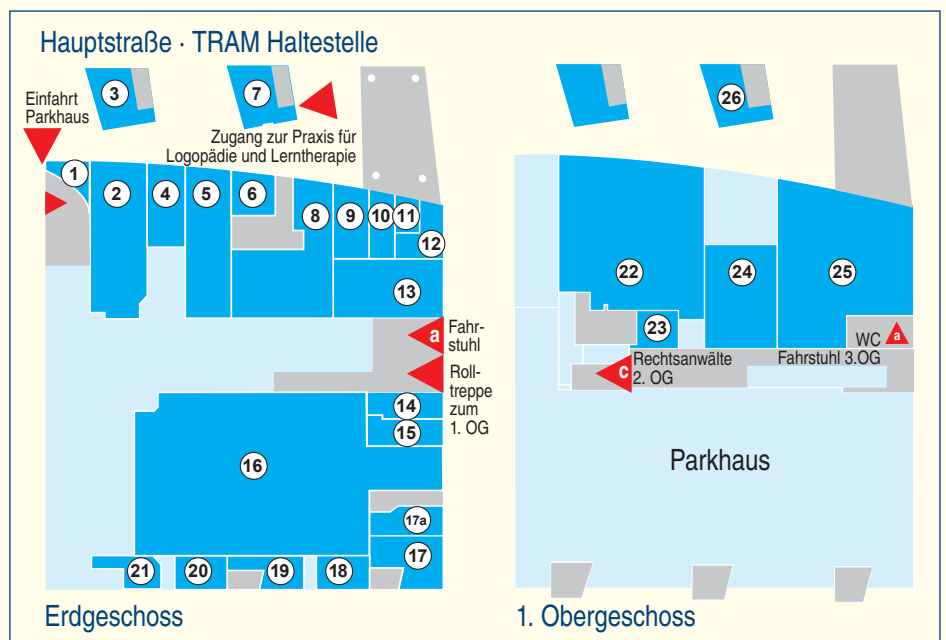 Hauptstraße · TRAM Haltestelle
3
7
26
Einfahrt
Parkhaus
Zugang zur Praxis für
Logopädie und Lerntherapie
1
2
4
5
6
8
9
10
11
12
13
a
Fahr-
stuhl
Roll-
treppe
zum
1. OG
14
15
16
17a
17
18
19
20
21
Erdgeschoss
22
23
24
25
WC
a
c
Rechtsanwälte
2. OG
Fahrstuhl 3.OG
Parkhaus
1. Obergeschoss